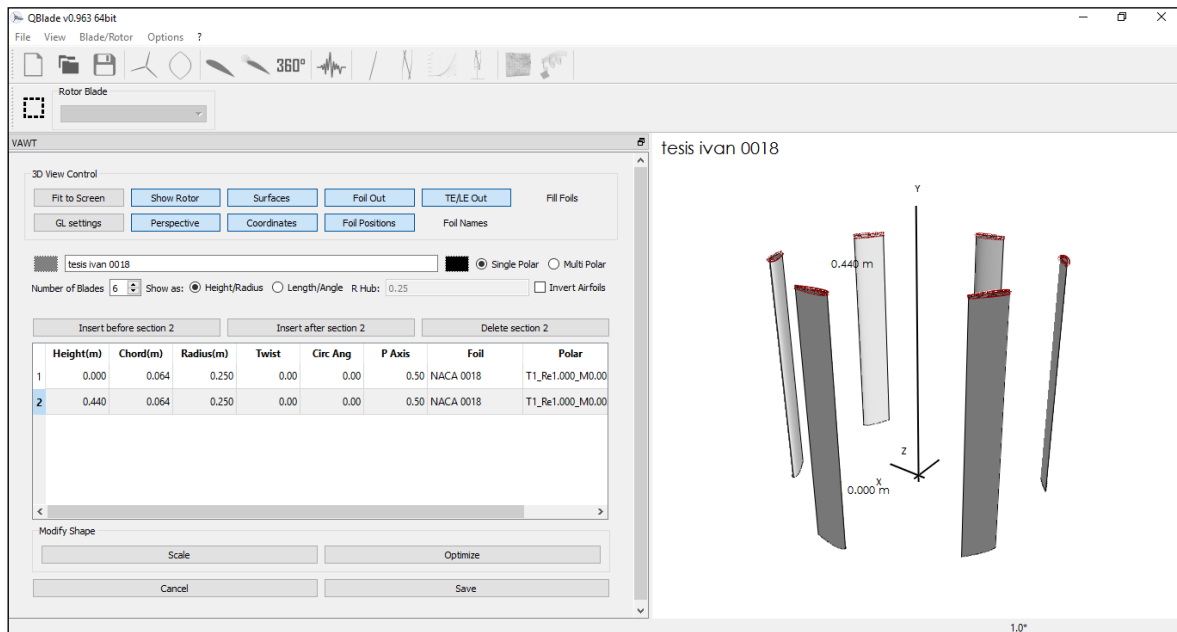 QBlade v0.963 64bit
File View Blade/Rotor Options ?
360°
Rotor Blade
VAWT
3D View Control
Fit to Screen Show Rotor Surfaces Foil Out TE/LE Out Fill Foils
GL settings Perspective Coordinates Foil Positions Foil Names
tesis ivan 0018 Single Polar Multi Polar
Number of Blades 6 Show as: Height/Radius Length/Angle R Hub: 0.25 Invert Airfoils
Insert before section 2 Insert after section 2 Delete section 2
Height(m) Chord(m) Radius(m) Twist Circ Ang P Axis Foil Polar
1 0.000 0.064 0.250 0.00 0.00 0.50 NACA 0018 T1_Re1.000_M0.00
2 0.440 0.064 0.250 0.00 0.00 0.50 NACA 0018 T1_Re1.000_M0.00
Modify Shape
Scale Optimize
Cancel Save
tesis ivan 0018
Y
0.440 m
Z
X
0.000 m
1.0°